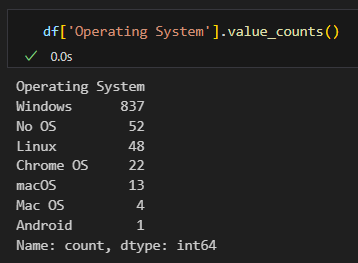 df['Operating System'].value_counts()
0.0s
Operating System
Windows 837
No OS 52
Linux 48
Chrome OS 22
macOS 13
Mac OS 4
Android 1
Name: count, dtype: int64